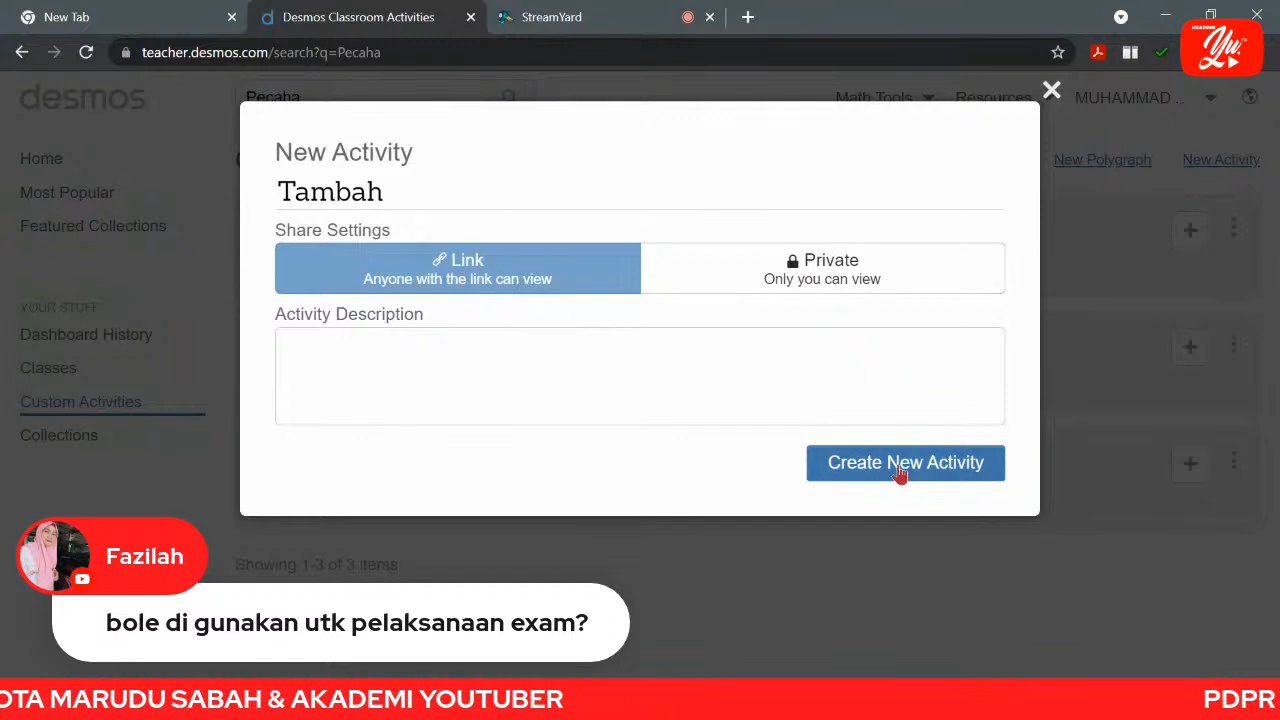 New Tab
Desmos Classroom Activities
StreamYard
teacher.desmos.com/search?q=Pecaha
AKADEMI
Yu
desmos
Pecaha
Math Tools
Resources
MUHAMMAD ..
Home
Most Popular
Featured Collections
New Polygraph
New Activity
YOUR STUFF
Dashboard History
Classes
Custom Activities
Collections
New Activity
Tambah
Share Settings
Link
Anyone with the link can view
Private
Only you can view
Activity Description
Create New Activity
Showing 1-3 of 3 items
Fazilah
bole di gunakan utk pelaksanaan exam?
OTA MARUDU SABAH & AKADEMI YOUTUBER
PDPR